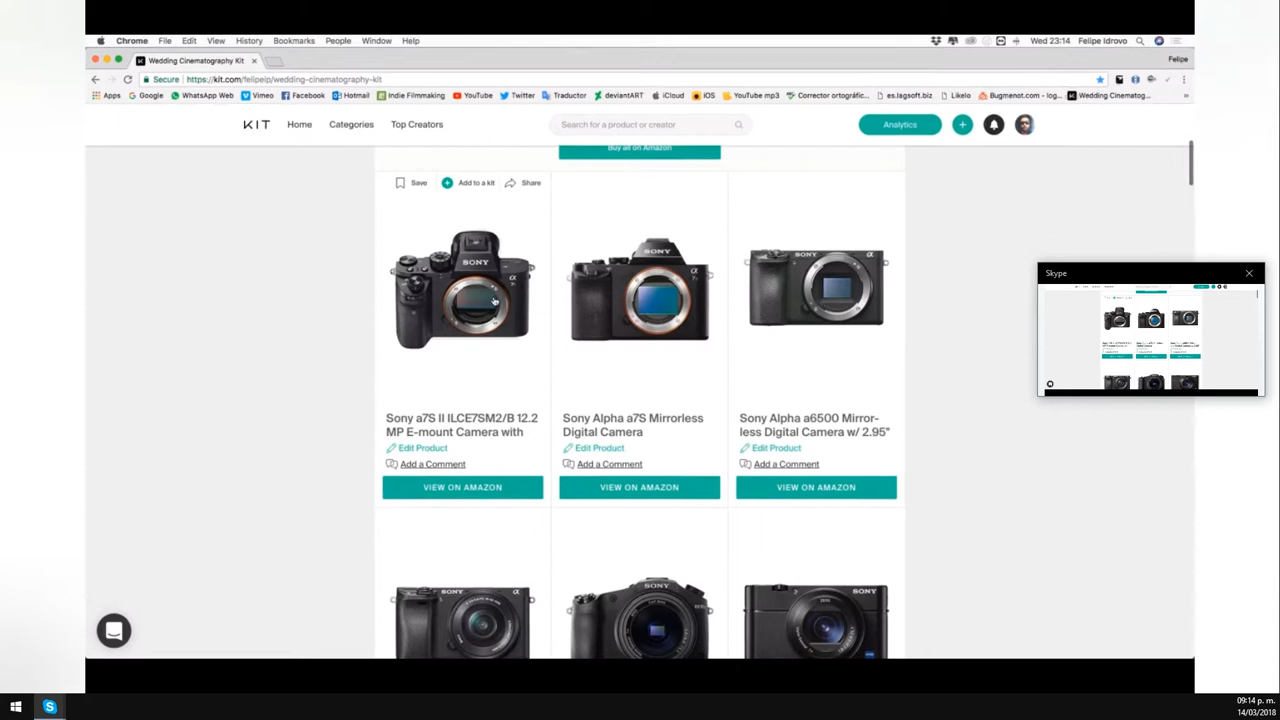 Chrome File Edit View History Bookmarks People Window Help Wed 23:14 Felipe Idrovo
Wedding Cinematography Kit Felipe
Secure https://kit.com/felipeip/wedding-cinematography-kit
Apps Google WhatsApp Web Vimeo Facebook Hotmail Indie Filmmaking YouTube Twitter Traductor deviantART iCloud iOS YouTube mp3 Corrector ortográfic... es.lagsoft.biz Likelo Bugmenot.com - log... Wedding Cinematog... »
KIT Home Categories Top Creators Search for a product or creator Analytics
Buy all on Amazon
Save Add to a kit Share
SONY
SONY
Skype
Sony a7S II ILCE7SM2/B 12.2
MP E-mount Camera with
Edit Product
Add a Comment
VIEW ON AMAZON
Sony Alpha a7S Mirrorless
Digital Camera
Edit Product
Add a Comment
VIEW ON AMAZON
Sony Alpha a6500 Mirror-
less Digital Camera w/ 2.95"
Edit Product
Add a Comment
VIEW ON AMAZON
SONY
SONY
SONY
09:14 p. m.
14/03/2018